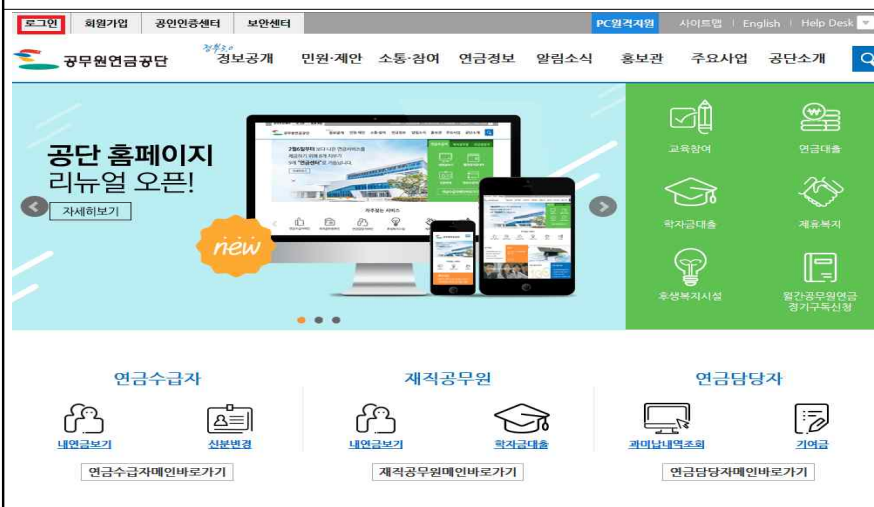 로그인 회원가입 공인인증센터 보안센터 PC원격지원 사이트맵 English Help Desk
공무원연금공단 정부3.0 정보공개 민원·제안 소통·참여 연금정보 알림소식 홍보관 주요사업 공단소개
공단 홈페이지
리뉴얼 오픈!
자세히보기
new
교육참여 연금대출
학자금대출 제휴복지
후생복지시설 월간공무원연금
정기구독신청
연금수급자 재직공무원 연금담당자
내연금보기 신분변경 내연금보기 학자금대출 과미납내역조회 기여금
연금수급자메인바로가기 재직공무원메인바로가기 연금담당자메인바로가기